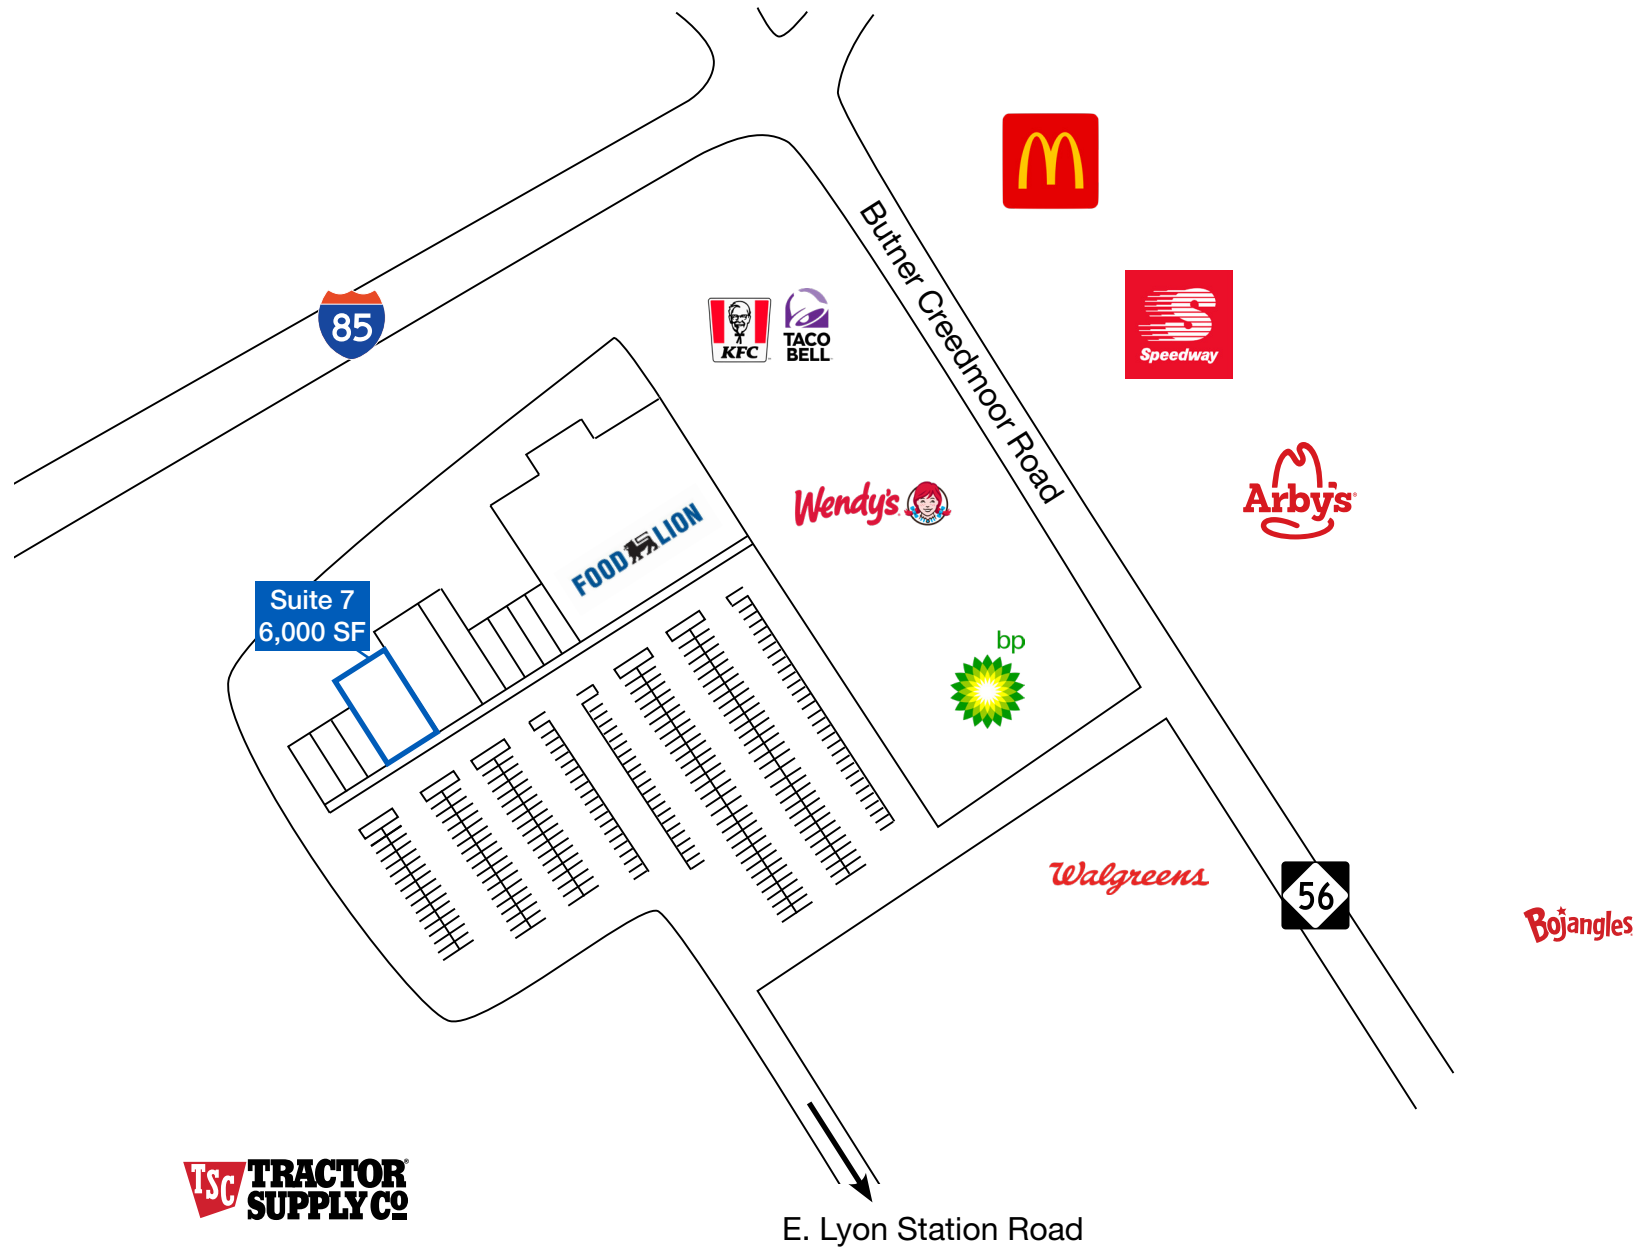 Butner Creedmoor Road
Speedway
85
KFC
TACO
BELL
Arby's
Wendy's
FOOD LION
Suite 7
6,000 SF
bp
Walgreens
56
Bojangles
TSC TRACTOR
SUPPLY CO
E. Lyon Station Road